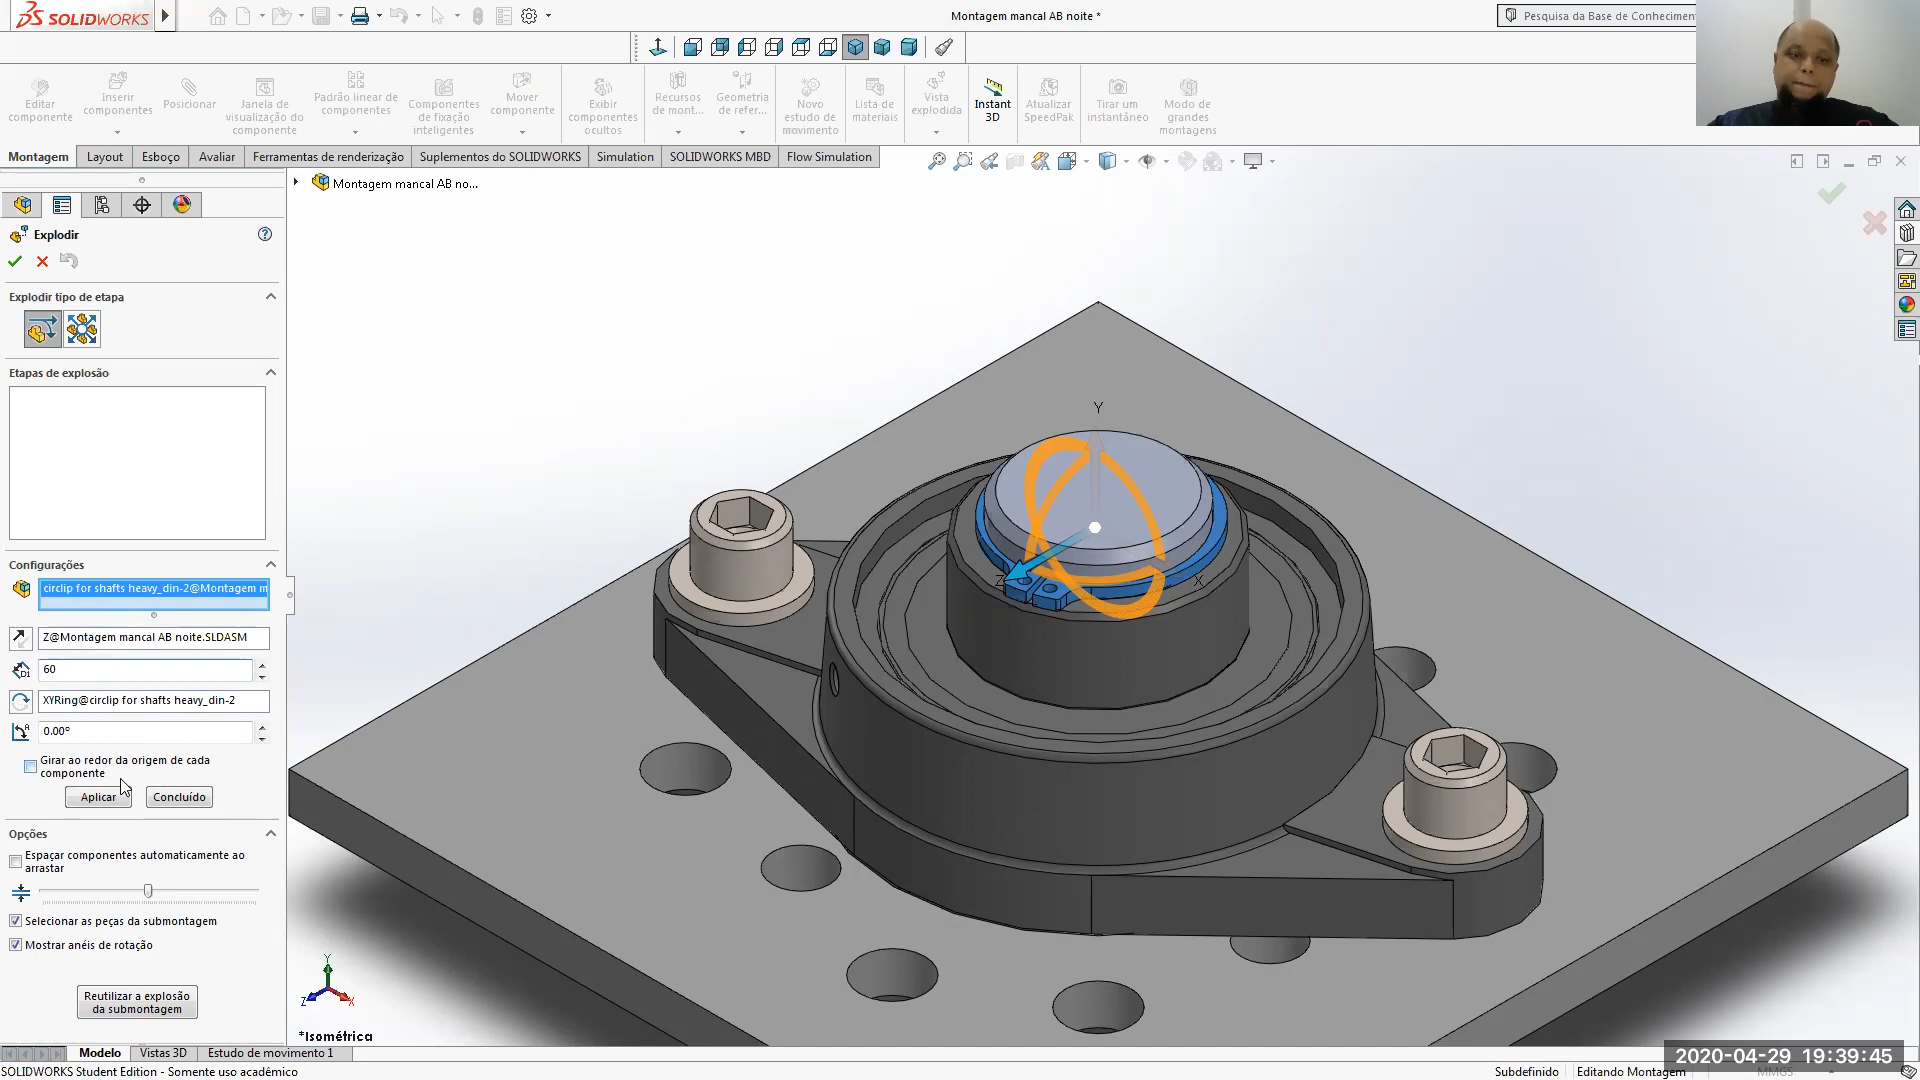 SOLIDWORKS
Montagem mancal AB noite *
Pesquisa da Base de Conhecimen
Editar componente
Inserir componentes
Posicionar
Janela de visualização do componente
Padrão linear de componentes
Componentes de fixação inteligentes
Mover componente
Exibir componentes ocultos
Recursos de mont...
Geometria de refer...
Novo estudo de movimento
Lista de materiais
Vista explodida
Instant 3D
Atualizar SpeedPak
Tirar um instantâneo
Modo de grandes montagens
Montagem
Layout
Esboço
Avaliar
Ferramentas de renderização
Suplementos do SOLIDWORKS
Simulation
SOLIDWORKS MBD
Flow Simulation
Montagem mancal AB no...
Explodir
Explodir tipo de etapa
Etapas de explosão
Configurações
circlip for shafts heavy_din-2@Montagem m
Z@Montagem mancal AB noite.SLDASM
D1
60
XYRing@circlip for shafts heavy_din-2
0.00°
Girar ao redor da origem de cada
componente
Aplicar
Concluído
Opções
Espaçar componentes automaticamente ao
arrastar
Selecionar as peças da submontagem
Mostrar anéis de rotação
Reutilizar a explosão
da submontagem
Y
Z
X
Y
Z
X
*Isométrica
Modelo
Vistas 3D
Estudo de movimento 1
2020-04-29 19:39:45
SOLIDWORKS Student Edition - Somente uso acadêmico
Subdefinido
Editando Montagem
MMGS